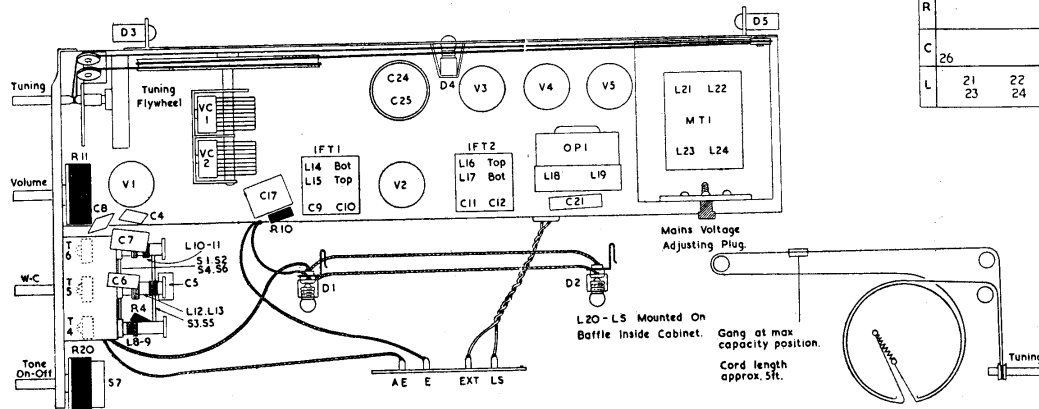 D3
D5
R
C 26
L 21 22
23 24
Tuning
Tuning
Flywheel
VC
1
VC
2
C24
C25
D4
V3
V4
V5
L21 L22
MT1
L23 L24
R11
Volume
V1
C8
C4
IFT1
L14 Bot
L15 Top
C9 C10
C17
R10
V2
IFT2
L16 Top
L17 Bot
C11 C12
OP1
L18 L19
C21
Mains Voltage
Adjusting Plug.
T
6
C7
L10-11
S1.S2
S4.S6
W-C
T
5
C6
C5
R4
L12.L13
S3.S5
T
4
L8-9
D1
D2
L20-LS Mounted On
Baffle Inside Cabinet.
Gang at max
capacity position.
Cord length
approx. 5ft.
Tuning
R20
Tone
On-Off
S7
AE E EXT LS